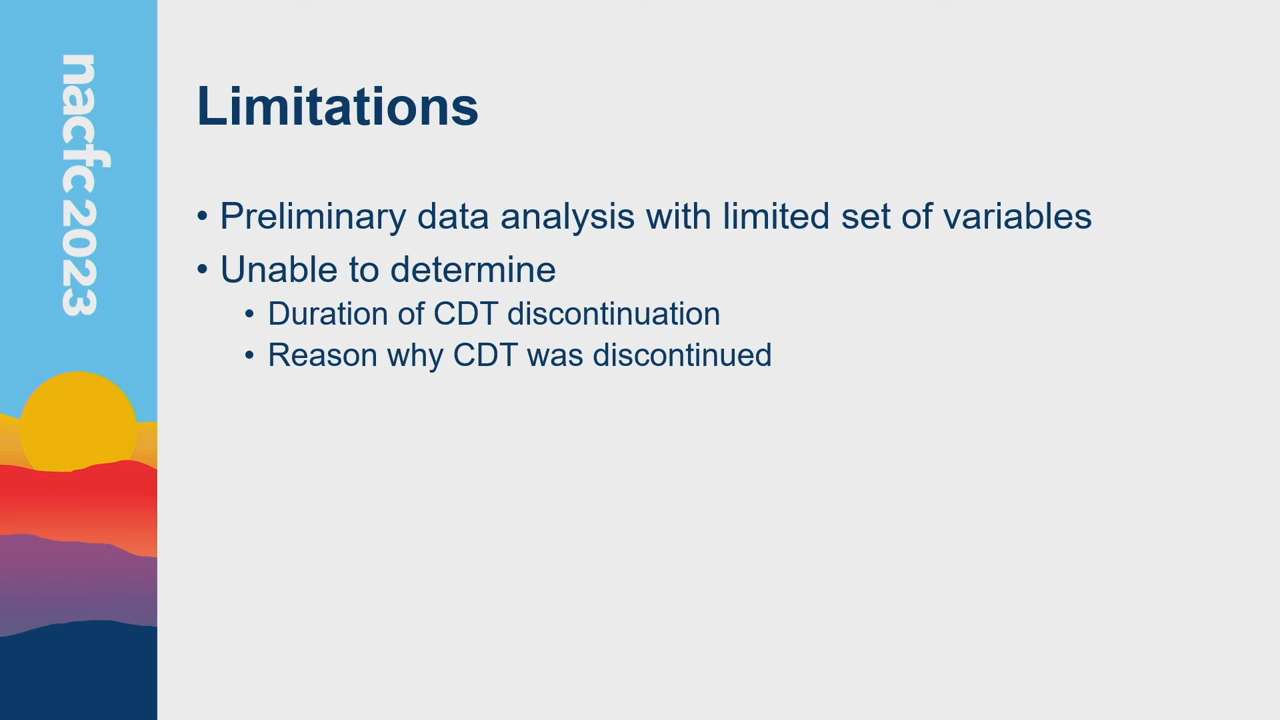 nacfc 2023
Limitations
• Preliminary data analysis with limited set of variables
• Unable to determine
• Duration of CDT discontinuation
• Reason why CDT was discontinued